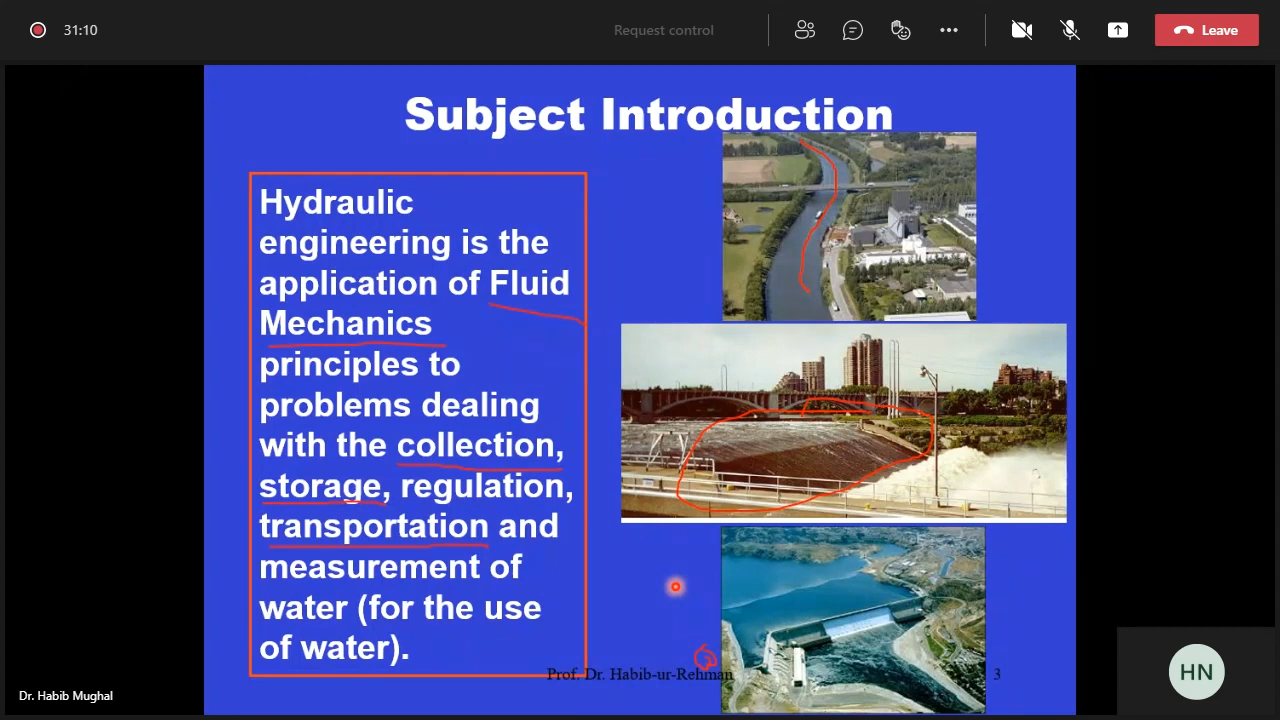 31:10
Request control
Leave
Subject Introduction
Hydraulic
engineering is the
application of Fluid
Mechanics
principles to
problems dealing
with the collection,
storage, regulation,
transportation and
measurement of
water (for the use
of water).
Prof. Dr. Habib-ur-Rehman
3
Dr. Habib Mughal
HN